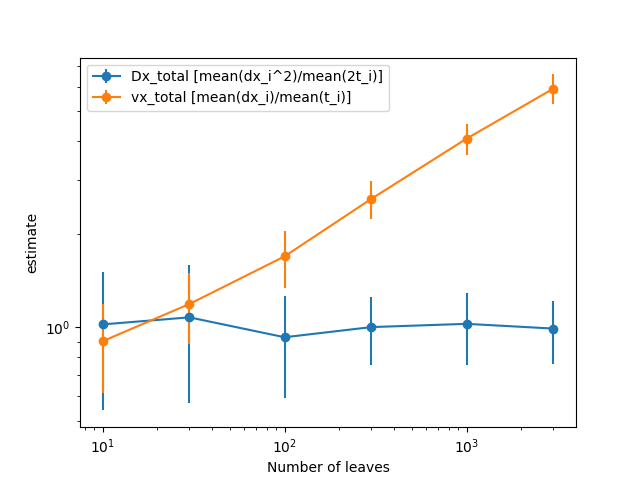 Dx_total [mean(dx_i^2)/mean(2t_i)]
vx_total [mean(dx_i)/mean(t_i)]
estimate
10^0
10^1
10^2
10^3
Number of leaves